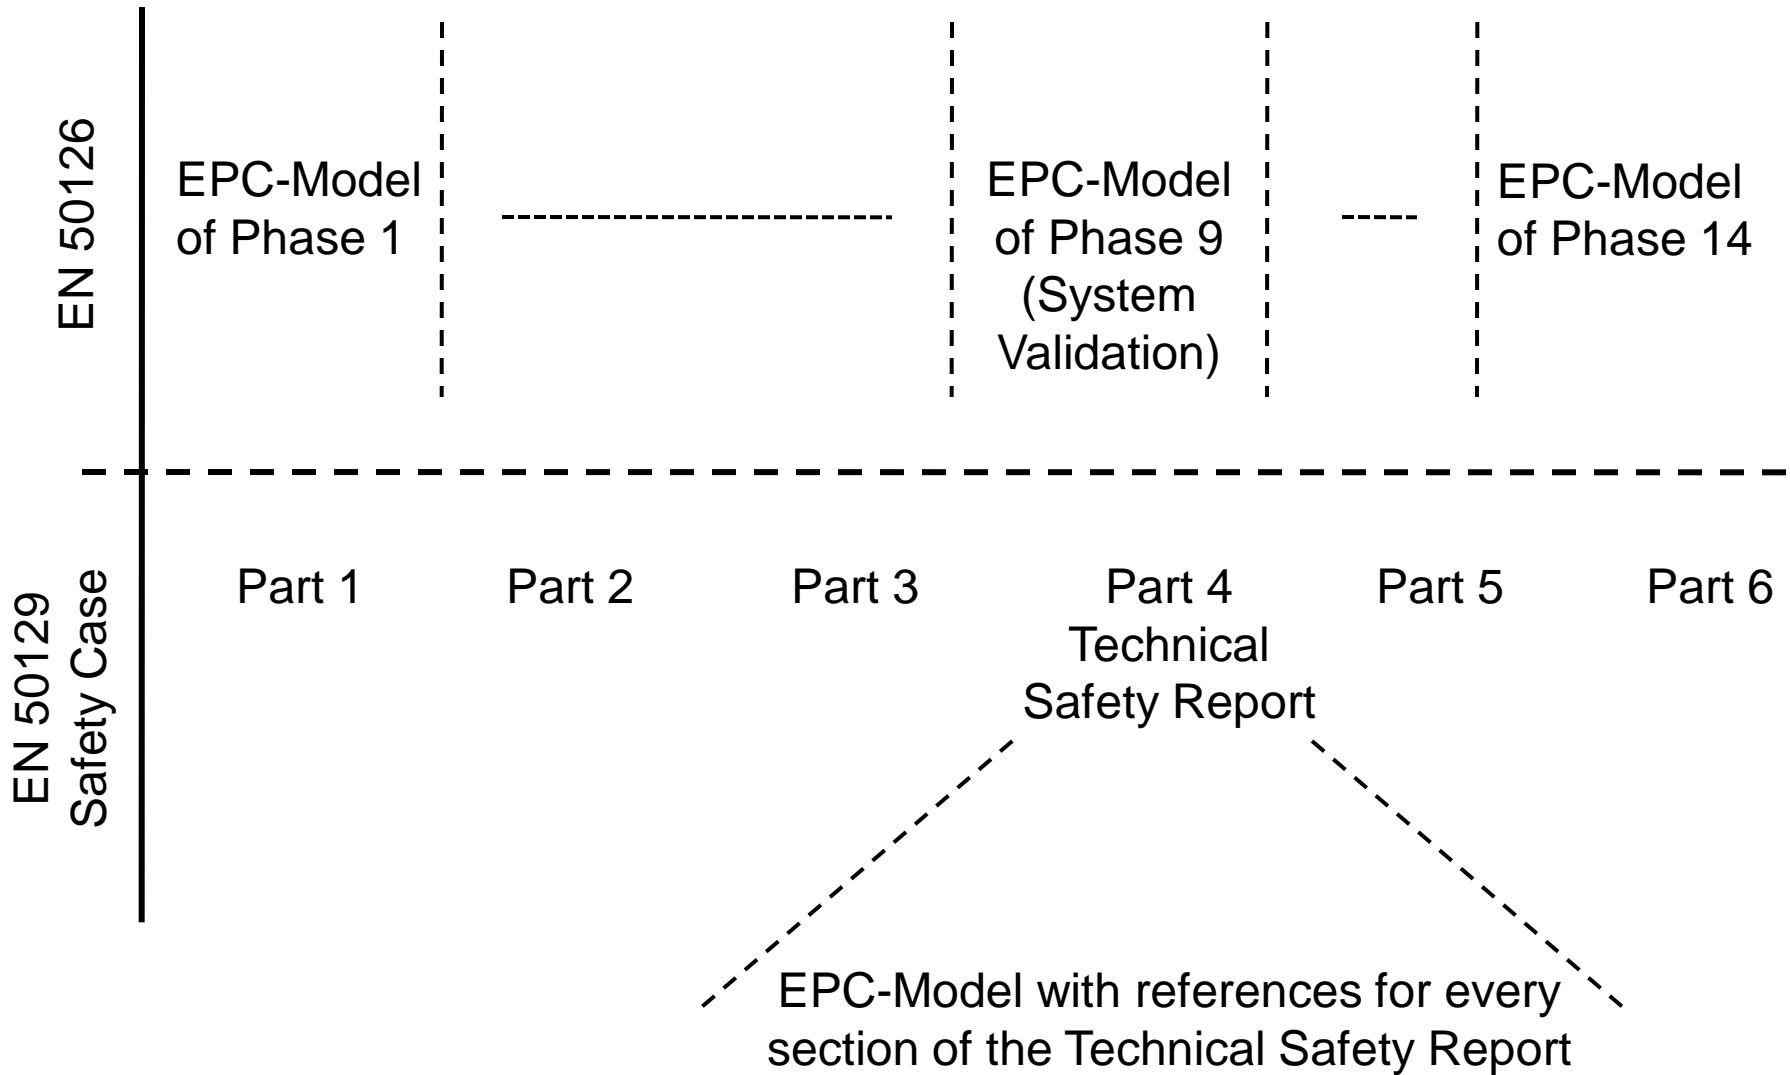 EN 50126
EPC-Model
of Phase 1
EPC-Model
of Phase 9
(System
Validation)
EPC-Model
of Phase 14
EN 50129
Safety Case
Part 1
Part 2
Part 3
Part 4
Technical
Safety Report
Part 5
Part 6
EPC-Model with references for every
section of the Technical Safety Report